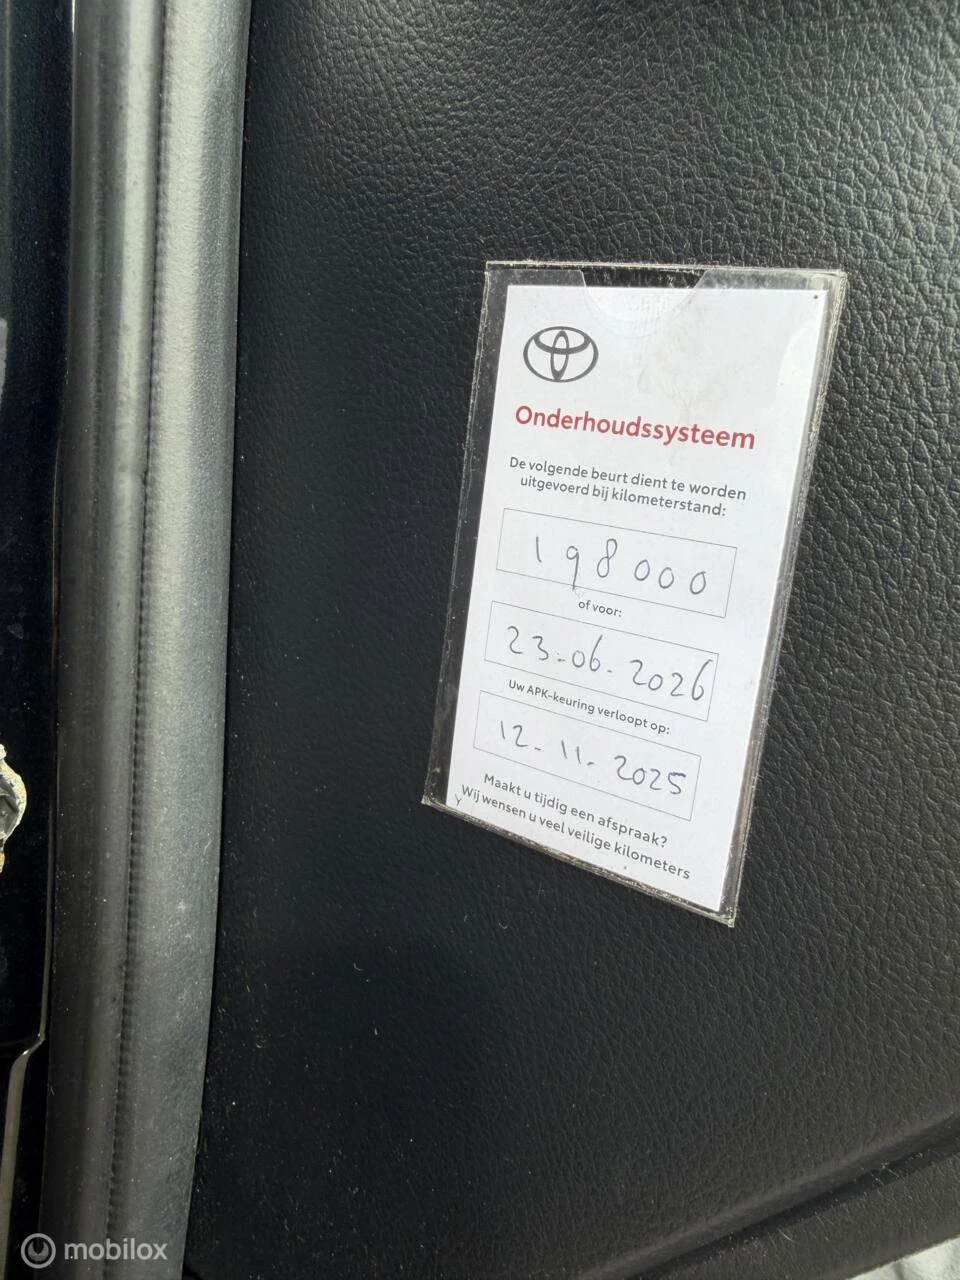 Onderhoudssysteem
De volgende beurt dient te worden
uitgevoerd bij kilometerstand:
198000
of voor:
23-06-2026
Uw APK-keuring verloopt op:
12-11-2025
Maakt u tijdig een afspraak?
Wij wensen u veel veilige kilometers
mobilox